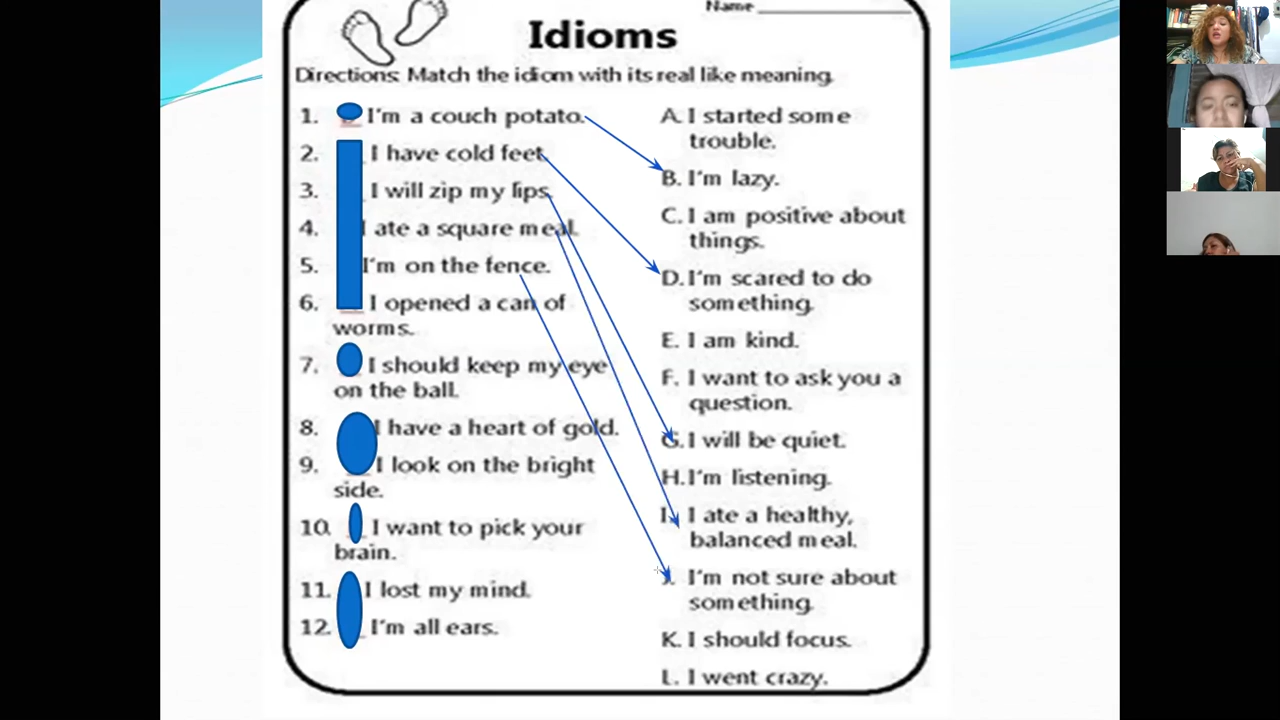 Name
Idioms
Directions: Match the idiom with its real like meaning.
1. I'm a couch potato.
2. I have cold feet.
3. I will zip my lips.
4. I ate a square meal.
5. I'm on the fence.
6. I opened a can of
worms.
7. I should keep my eye
on the ball.
8. I have a heart of gold.
9. I look on the bright
side.
10. I want to pick your
brain.
11. I lost my mind.
12. I'm all ears.
A. I started some
trouble.
B. I'm lazy.
C. I am positive about
things.
D. I'm scared to do
something.
E. I am kind.
F. I want to ask you a
question.
G. I will be quiet.
H. I'm listening.
I. I ate a healthy,
balanced meal.
J. I'm not sure about
something.
K. I should focus.
L. I went crazy.